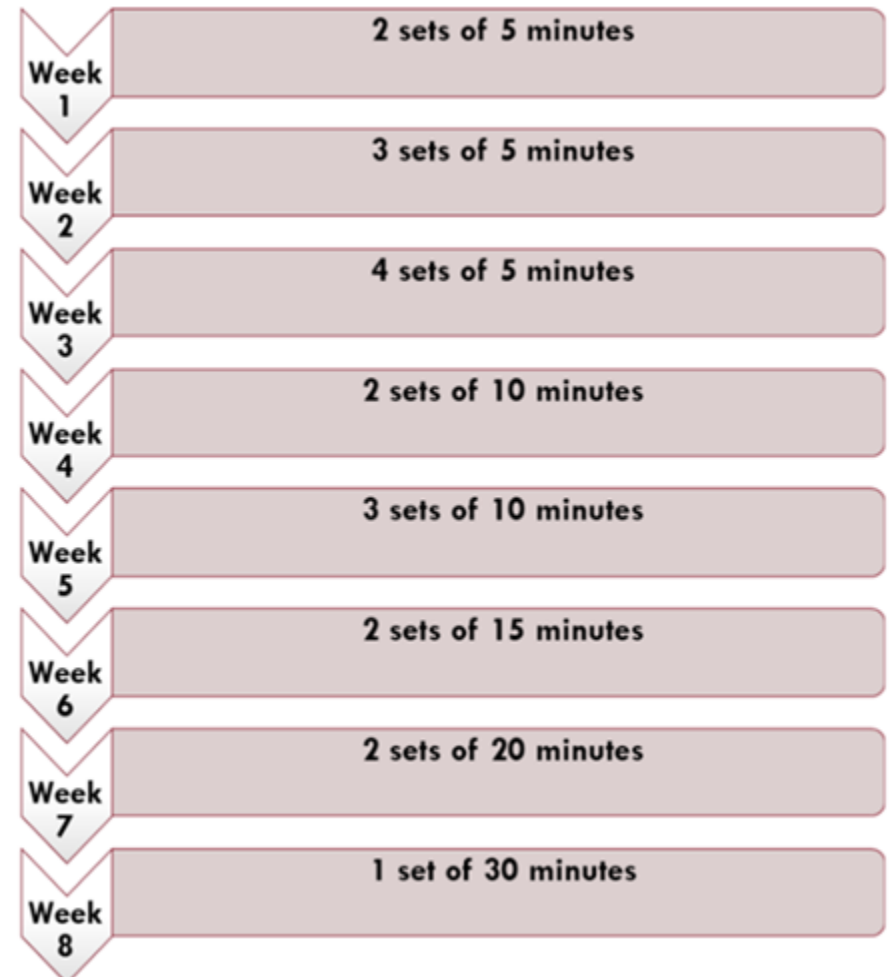 2 sets of 5 minutes
Week
1
3 sets of 5 minutes
Week
2
4 sets of 5 minutes
Week
3
2 sets of 10 minutes
Week
4
3 sets of 10 minutes
Week
5
2 sets of 15 minutes
Week
6
2 sets of 20 minutes
Week
7
1 set of 30 minutes
Week
8